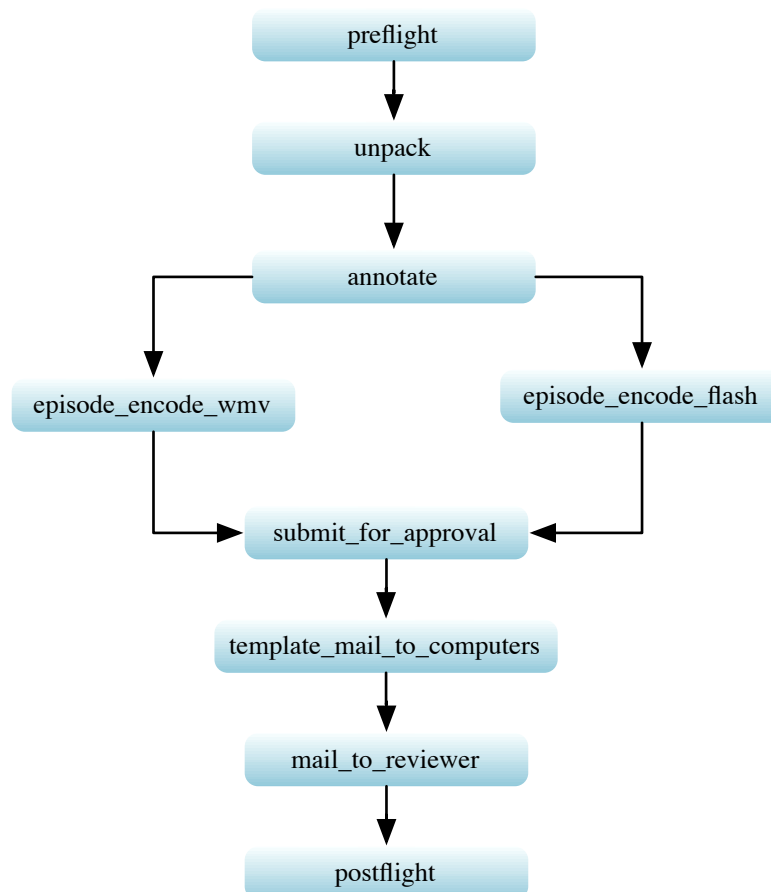 preflight
unpack
annotate
episode_encode_wmv
episode_encode_flash
submit_for_approval
template_mail_to_computers
mail_to_reviewer
postflight